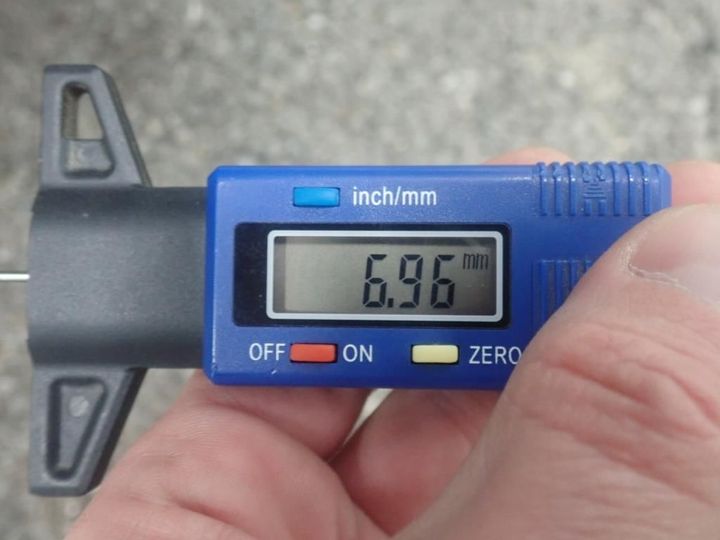 inch/mm
6.96 mm
OFF ON ZERO